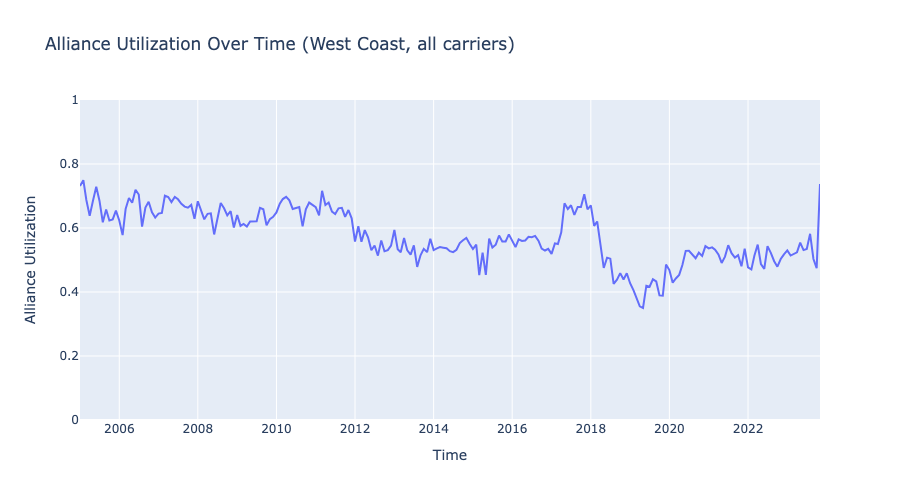 Alliance Utilization Over Time (West Coast, all carriers)
1
0.8
0.6
0.4
0.2
0
Alliance Utilization
2006 2008 2010 2012 2014 2016 2018 2020 2022
Time